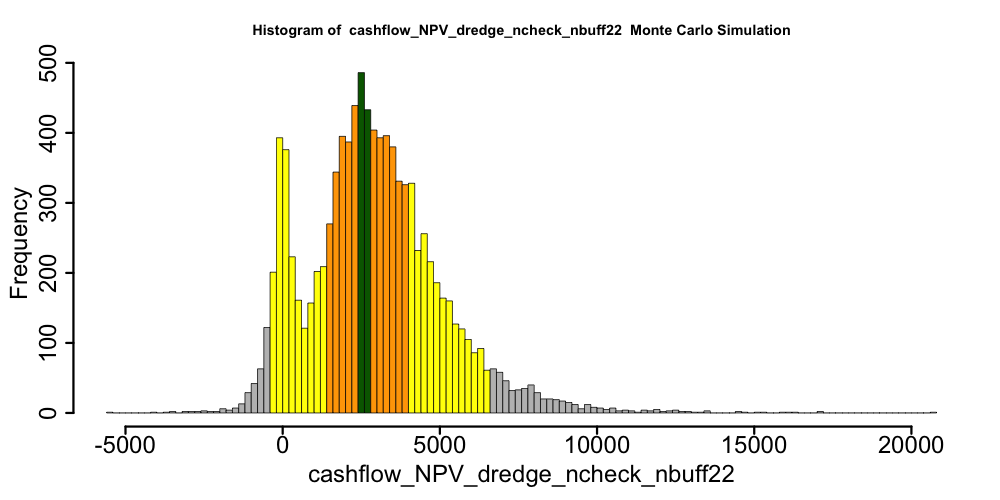 Histogram of  cashflow_NPV_dredge_ncheck_nbuff22  Monte Carlo Simulation
500
400
300
200
100
0
Frequency
-5000 0 5000 10000 15000 20000
cashflow_NPV_dredge_ncheck_nbuff22